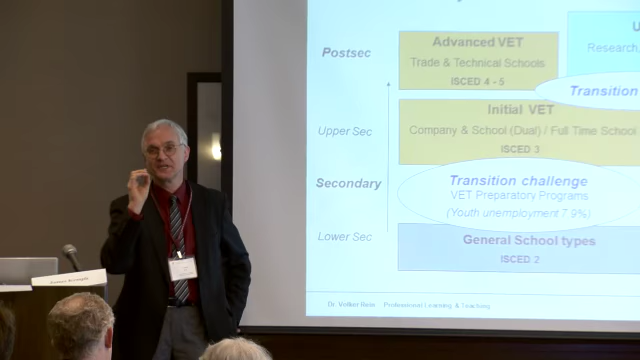 Postsec
Advanced VET
Trade & Technical Schools
ISCED 4 - 5
U
Research,
Transition
Upper Sec
Initial VET
Company & School (Dual) / Full Time School
ISCED 3
Secondary
Transition challenge
VET Preparatory Programs
(Youth unemployment 7.9%)
Lower Sec
General School types
ISCED 2
Dr. Volker Rein Professional Learning & Teaching